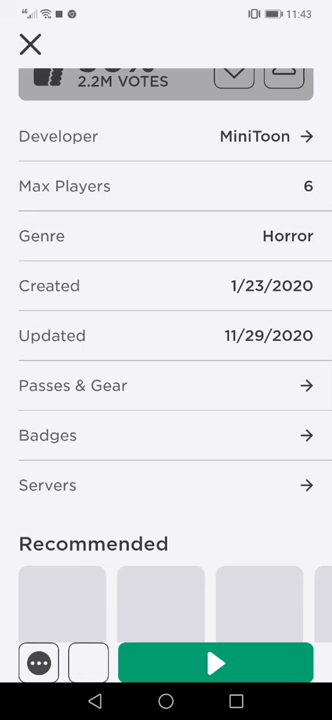 11:43
2.2M VOTES
Developer MiniToon →
Max Players 6
Genre Horror
Created 1/23/2020
Updated 11/29/2020
Passes & Gear →
Badges →
Servers →
Recommended